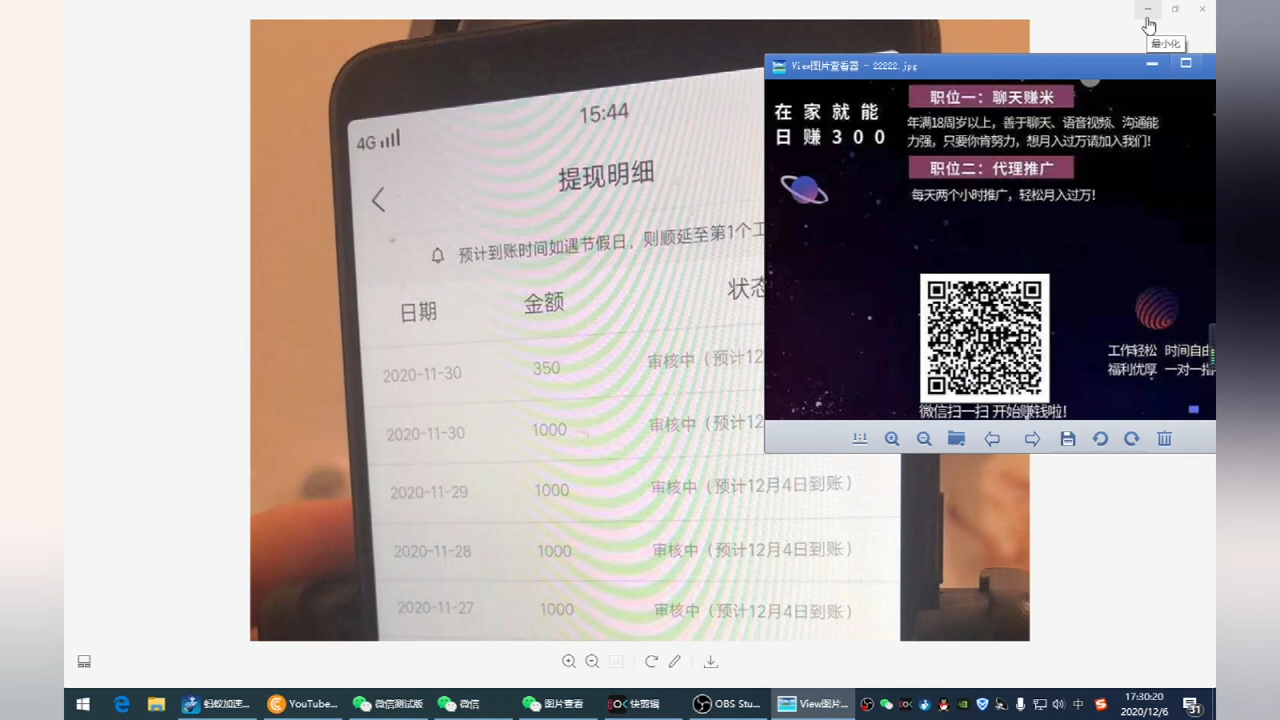 最小化
15:44
4G
提现明细
预计到账时间如遇节假日，则顺延至第1个工
日期 金额 状态
2020-11-30 350 审核中（预计12
2020-11-30 1000 审核中（预计12
2020-11-29 1000 审核中（预计12月4日到账）
2020-11-28 1000 审核中（预计12月4日到账）
2020-11-27 1000 审核中（预计12月4日到账）
View图片查看器 - 22222.jpg
在家就能
日赚300
职位一：聊天赚米
年满18周岁以上，善于聊天、语音视频、沟通能
力强，只要你肯努力，想月入过万请加入我们！
职位二：代理推广
每天两个小时推广，轻松月入过万！
工作轻松 时间自由
福利优厚 一对一指
微信扫一扫 开始赚钱啦！
1:1
蚂蚁加速...
YouTube...
微信测试版
微信
图片查看
快剪辑
OBS Stu...
View图片...
中
17:30:20
2020/12/6
31